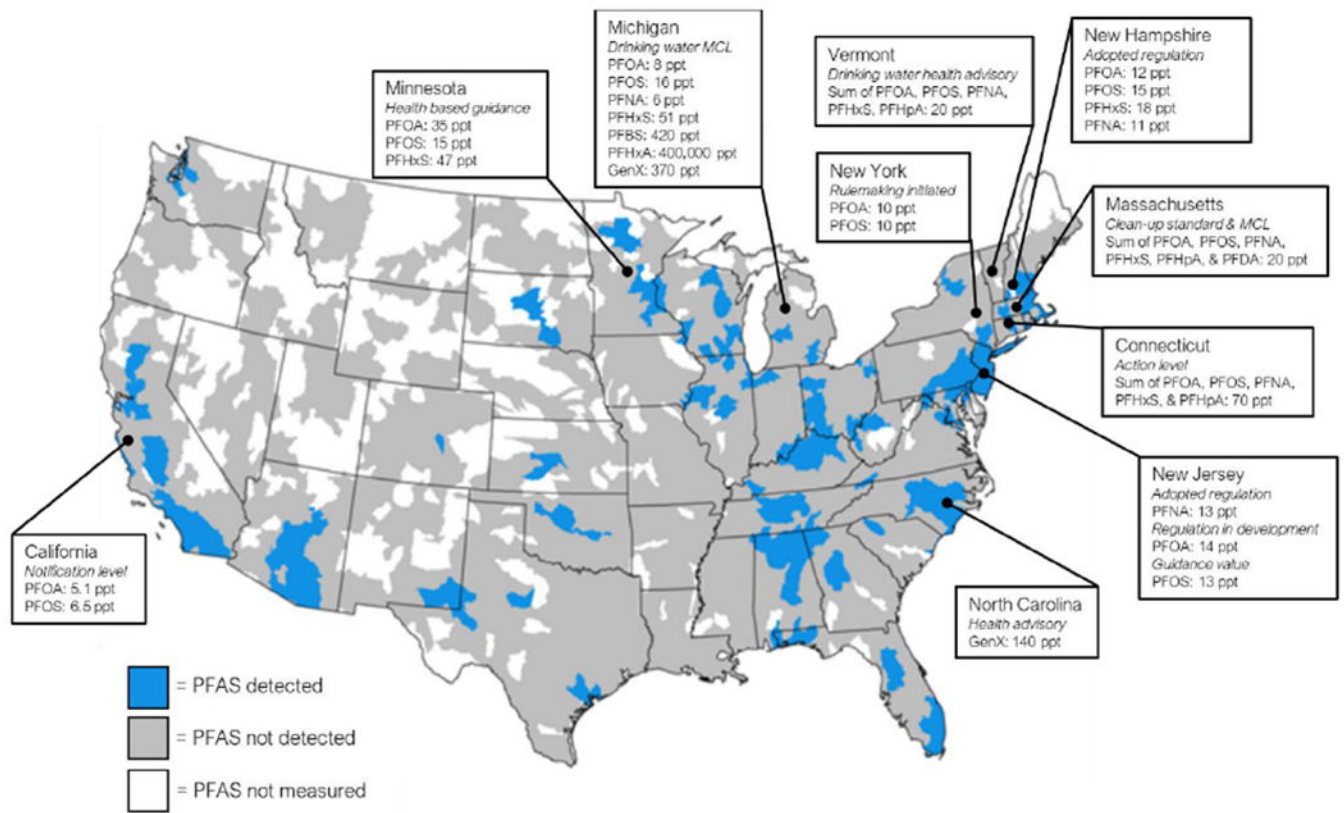 Michigan
Drinking water MCL
PFOA: 8 ppt
PFOS: 16 ppt
PFNA: 6 ppt
PFHxS: 51 ppt
PFBS: 420 ppt
PFHxA: 400,000 ppt
GenX: 370 ppt
Minnesota
Health based guidance
PFOA: 35 ppt
PFOS: 15 ppt
PFHxS: 47 ppt
Vermont
Drinking water health advisory
Sum of PFOA, PFOS, PFNA,
PFHxS, PFHpA: 20 ppt
New Hampshire
Adopted regulation
PFOA: 12 ppt
PFOS: 15 ppt
PFHxS: 18 ppt
PFNA: 11 ppt
New York
Rulemaking initiated
PFOA: 10 ppt
PFOS: 10 ppt
Massachusetts
Clean-up standard & MCL
Sum of PFOA, PFOS, PFNA,
PFHxS, PFHpA, & PFDA: 20 ppt
Connecticut
Action level
Sum of PFOA, PFOS, PFNA,
PFHxS, & PFHpA: 70 ppt
New Jersey
Adopted regulation
PFNA: 13 ppt
Regulation in development
PFOA: 14 ppt
Guidance value
PFOS: 13 ppt
California
Notification level
PFOA: 5.1 ppt
PFOS: 6.5 ppt
North Carolina
Health advisory
GenX: 140 ppt
= PFAS detected
= PFAS not detected
= PFAS not measured